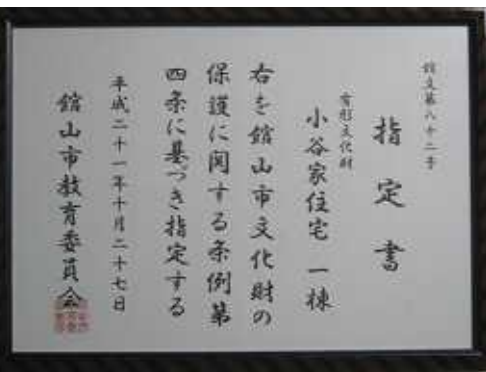 館文第八十二号
指定書
有形文化財
小谷家住宅 一棟
右を館山市文化財の
保護に関する条例第
四条に基づき指定する
平成二十一年十月二十七日
館山市教育委員会